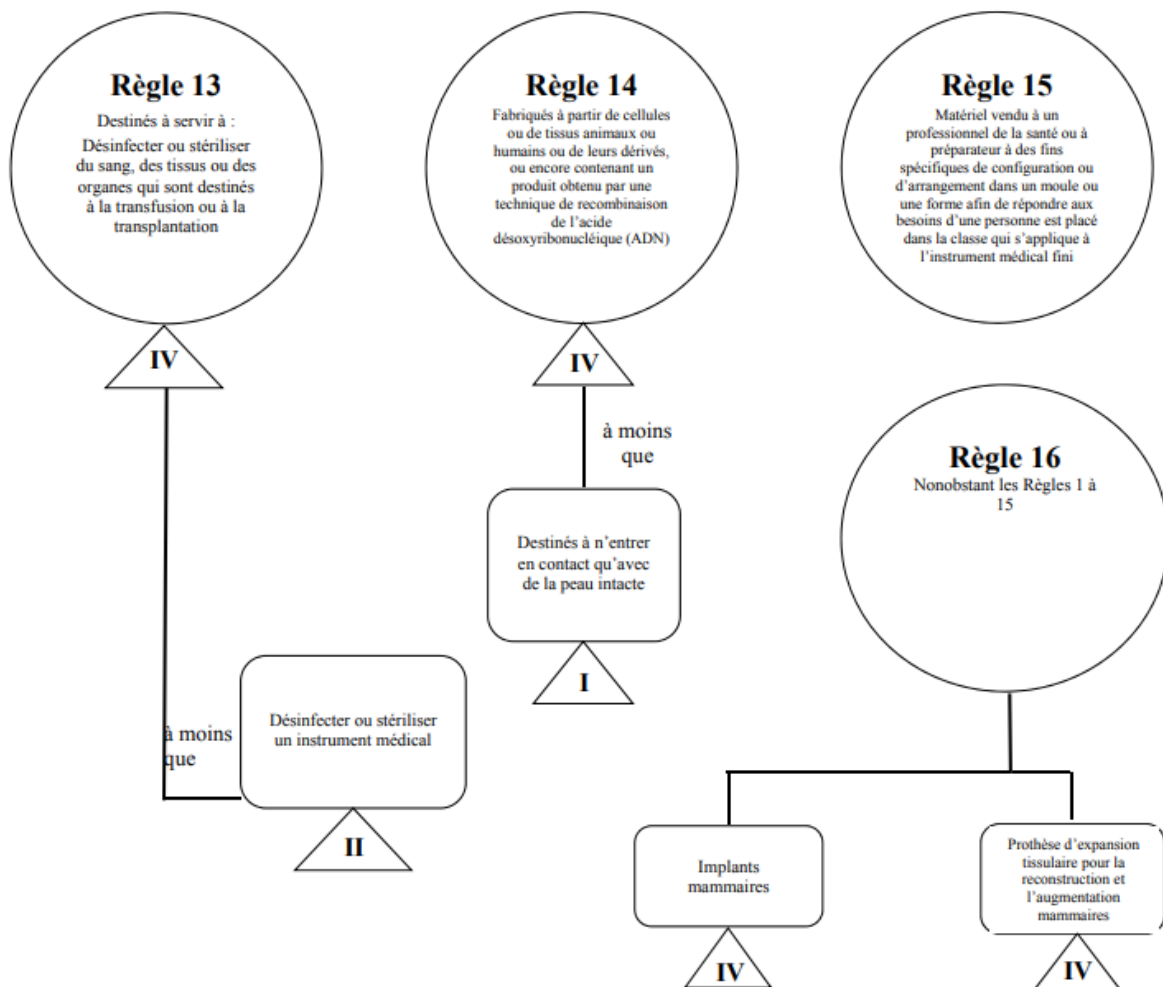 Règle 13
Destinés à servir à :
Désinfecter ou stériliser
du sang, des tissus ou des
organes qui sont destinés
à la transfusion ou à la
transplantation
IV
à moins
que
Désinfecter ou stériliser
un instrument médical
II
Règle 14
Fabriqués à partir de cellules
ou de tissus animaux ou
humains ou de leurs dérivés,
ou encore contenant un
produit obtenu par une
technique de recombinaison
de l’acide
désoxyribonucléique (ADN)
IV
à moins
que
Destinés à n’entrer
en contact qu’avec
de la peau intacte
I
Règle 15
Matériel vendu à un
professionnel de la santé ou à
préparateur à des fins
spécifiques de configuration ou
d’arrangement dans un moule ou
une forme afin de répondre aux
besoins d’une personne est placé
dans la classe qui s’applique à
l’instrument médical fini
Règle 16
Nonobstant les Règles 1 à
15
Implants
mammaires
IV
Prothèse d’expansion
tissulaire pour la
reconstruction et
l’augmentation
mammaires
IV